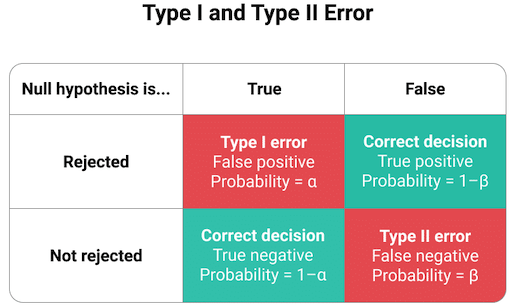 Type I and Type II Error
Null hypothesis is...
True
False
Rejected
Type I error
False positive
Probability = α
Correct decision
True positive
Probability = 1–β
Not rejected
Correct decision
True negative
Probability = 1–α
Type II error
False negative
Probability = β